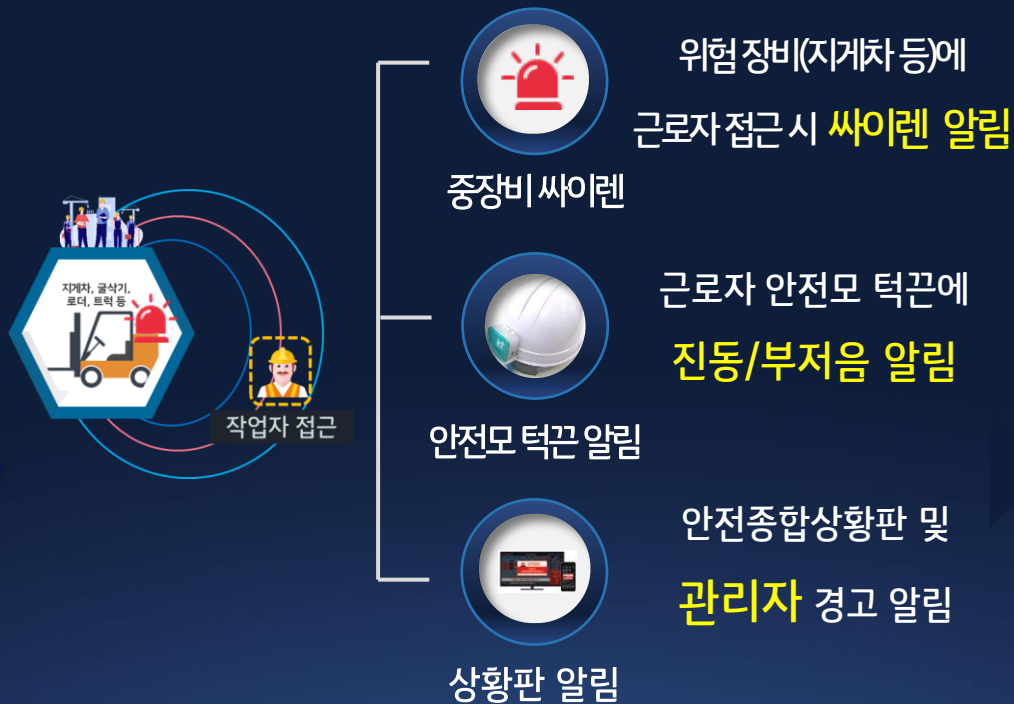 지게차, 굴삭기,
로더, 트럭 등
작업자 접근
중장비 싸이렌
위험 장비(지게차 등)에
근로자 접근 시 싸이렌 알림
kt
안전모 턱끈 알림
근로자 안전모 턱끈에
진동/부저음 알림
상황판 알림
안전종합상황판 및
관리자 경고 알림